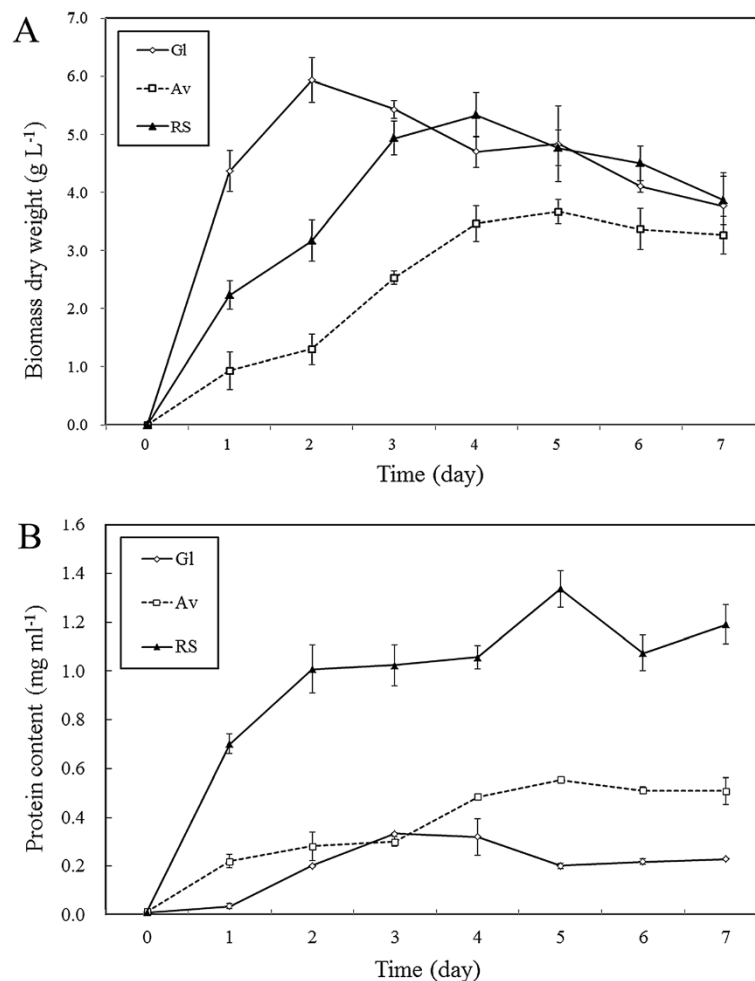 A
Biomass dry weight (g L⁻¹)
7.0
6.0
5.0
4.0
3.0
2.0
1.0
0.0
Gl
Av
RS
0 1 2 3 4 5 6 7
Time (day)
B
Protein content (mg ml⁻¹)
1.6
1.4
1.2
1.0
0.8
0.6
0.4
0.2
0.0
Gl
Av
RS
0 1 2 3 4 5 6 7
Time (day)